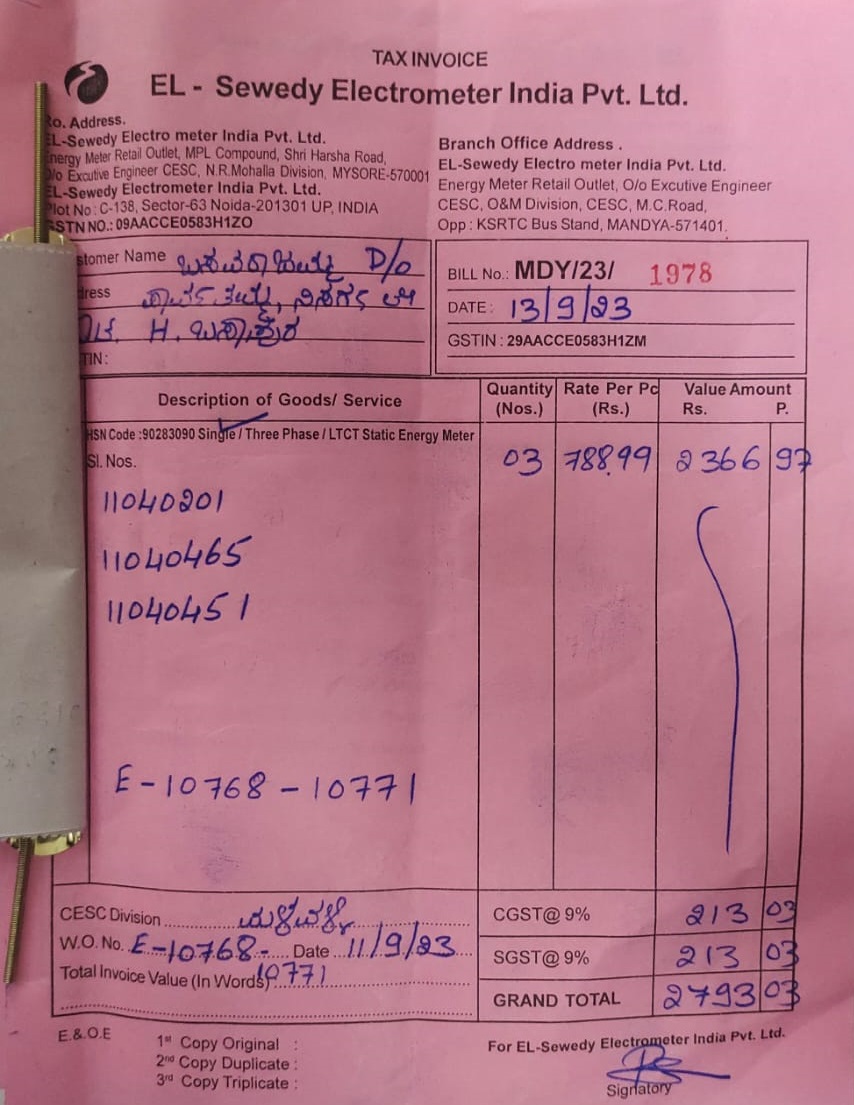 TAX INVOICE
EL - Sewedy Electrometer India Pvt. Ltd.
o. Address.
EL-Sewedy Electro meter India Pvt. Ltd.
nergy Meter Retail Outlet, MPL Compound, Shri Harsha Road,
/o Excutive Engineer CESC, N.R.Mohalla Division, MYSORE-570001
EL-Sewedy Electrometer India Pvt. Ltd.
Plot No : C-138, Sector-63 Noida-201301 UP, INDIA
GSTN NO.: 09AACCE0583H1ZO
Branch Office Address .
EL-Sewedy Electro meter India Pvt. Ltd.
Energy Meter Retail Outlet, O/o Excutive Engineer
CESC, O&M Division, CESC, M.C.Road,
Opp : KSRTC Bus Stand, MANDYA-571401.
stomer Name D/o
dress
H.
TIN:
BILL No.: MDY/23/ 1978
DATE : 13/9/23
GSTIN : 29AACCE0583H1ZM
Description of Goods/ Service Quantity (Nos.) Rate Per Pc (Rs.) Value Amount Rs. P.
HSN Code :90283090 Single / Three Phase / LTCT Static Energy Meter
Sl. Nos. 03 788.99 2366 97
11040201
11040465
11040451
E-10768-10771
CESC Division
W.O. No. E-10768- Date 11/9/23
Total Invoice Value (In Words) 10771
CGST@ 9% 213 03
SGST@ 9% 213 03
GRAND TOTAL 2793 03
E.&.O.E
1st Copy Original :
2nd Copy Duplicate :
3rd Copy Triplicate :
For EL-Sewedy Electrometer India Pvt. Ltd.
Signatory